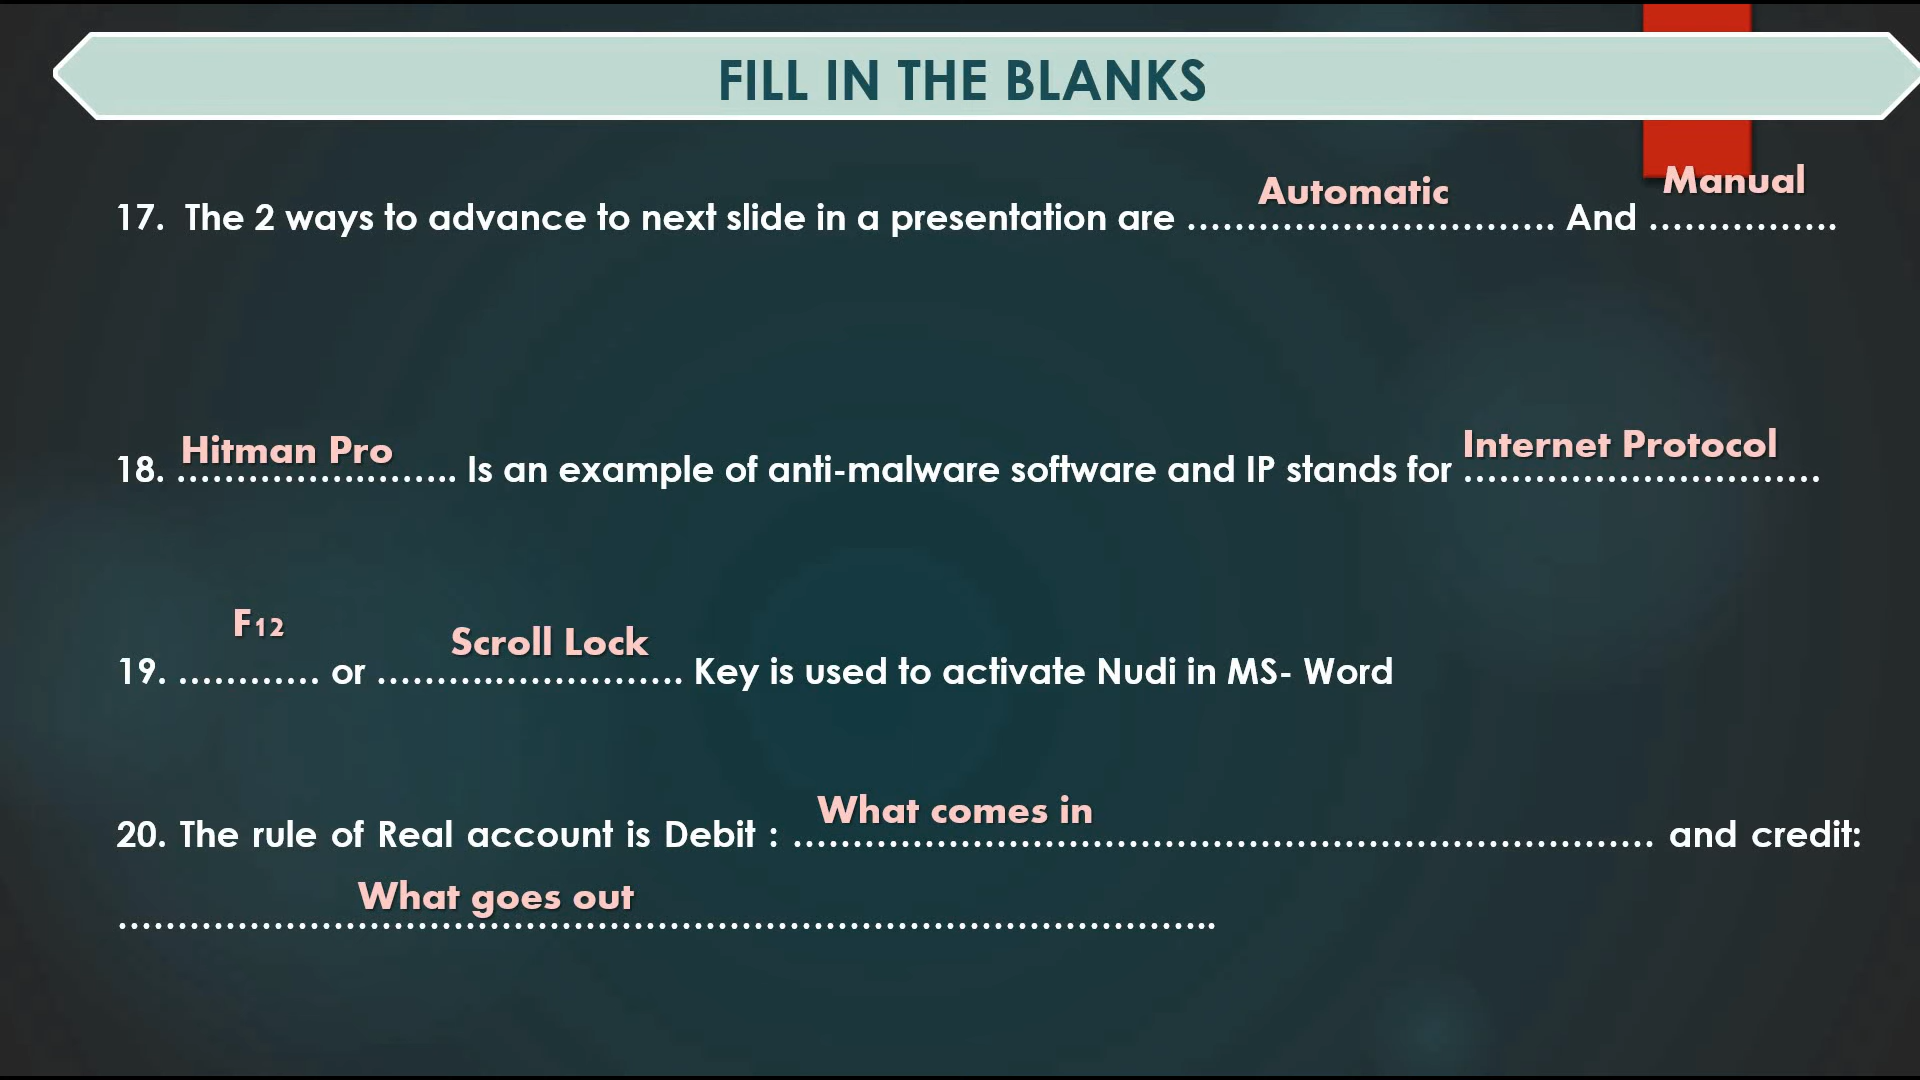 FILL IN THE BLANKS
Automatic Manual
17. The 2 ways to advance to next slide in a presentation are ................................. And ................
Hitman Pro Internet Protocol
18. ........................ Is an example of anti-malware software and IP stands for ..............................
F12 Scroll Lock
19. ............ or .......................... Key is used to activate Nudi in MS- Word
What comes in
20. The rule of Real account is Debit : ........................................................................ and credit:
What goes out
............................................................................................